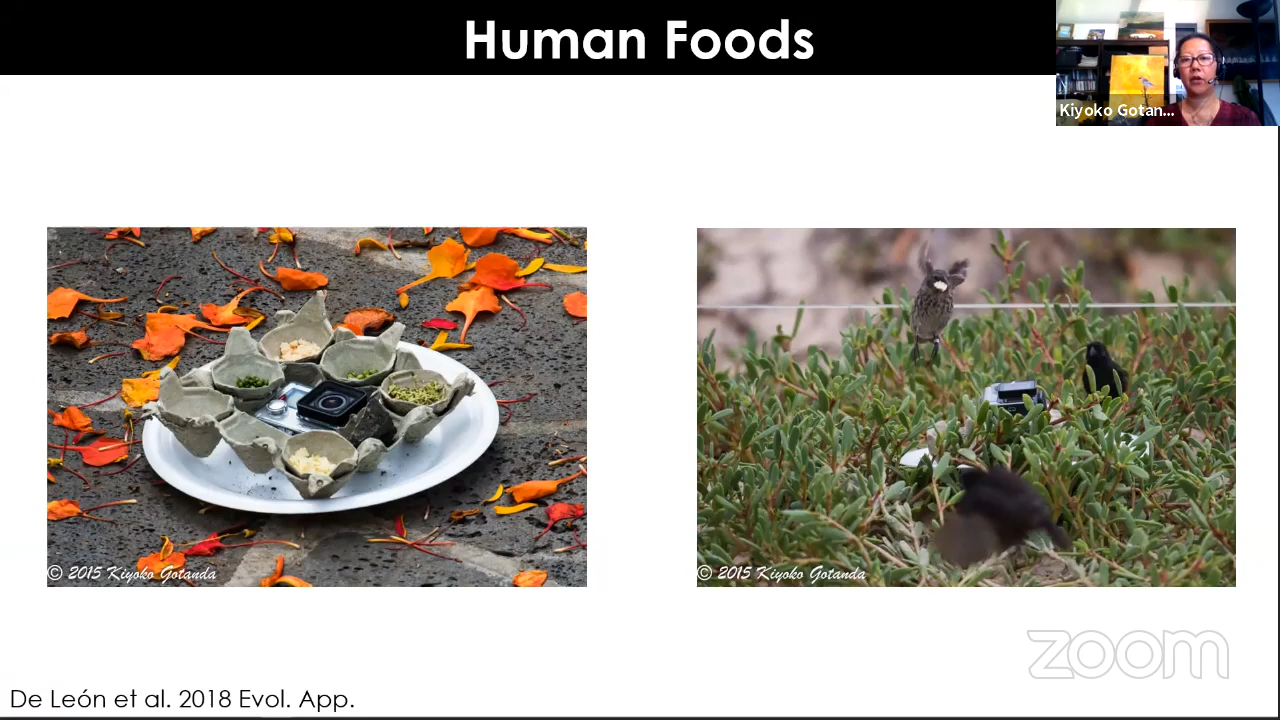 Human Foods
Kiyoko Gotan...
© 2015 Kiyoko Gotanda
© 2015 Kiyoko Gotanda
zoom
De León et al. 2018 Evol. App.